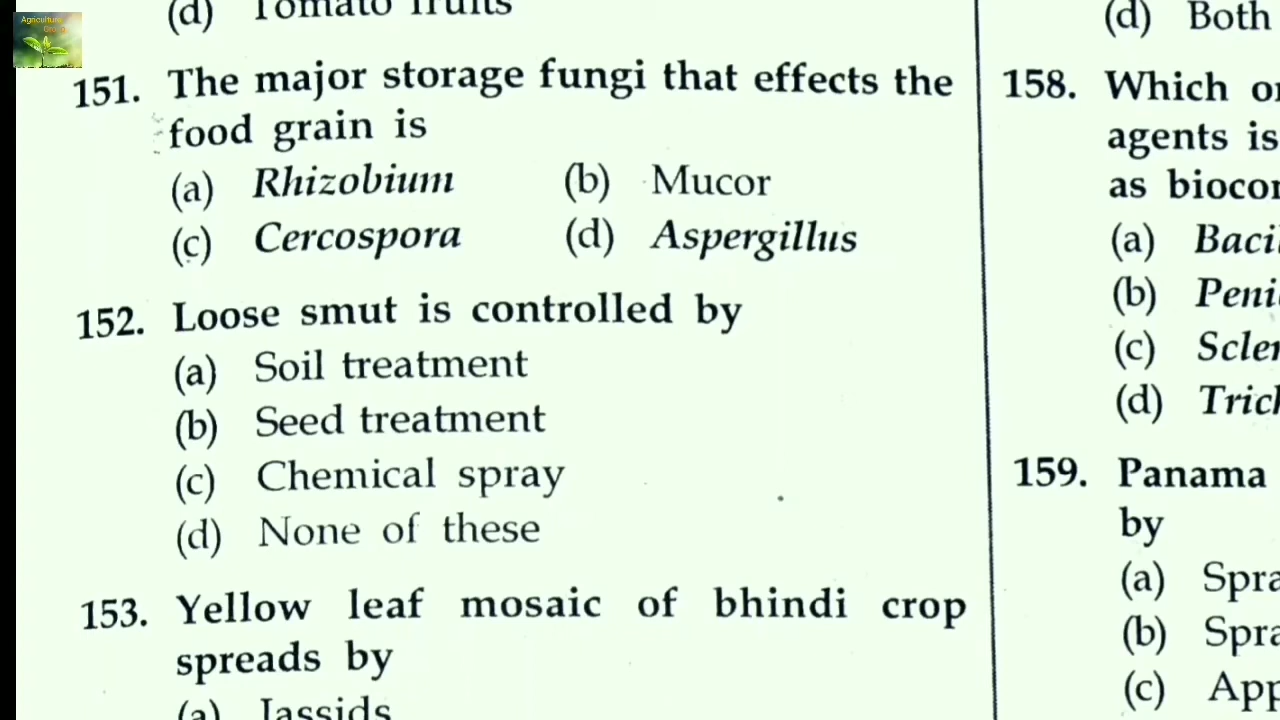 Agriculture
Group
(d) Tomato fruits
151. The major storage fungi that effects the
food grain is
(a) Rhizobium (b) Mucor
(c) Cercospora (d) Aspergillus
152. Loose smut is controlled by
(a) Soil treatment
(b) Seed treatment
(c) Chemical spray
(d) None of these
153. Yellow leaf mosaic of bhindi crop
spreads by
(a) Jassids
(d) Both
158. Which
agents is
as
(a)
(b)
(c)
(d)
159. Panama
by
(a)
(b)
(c)